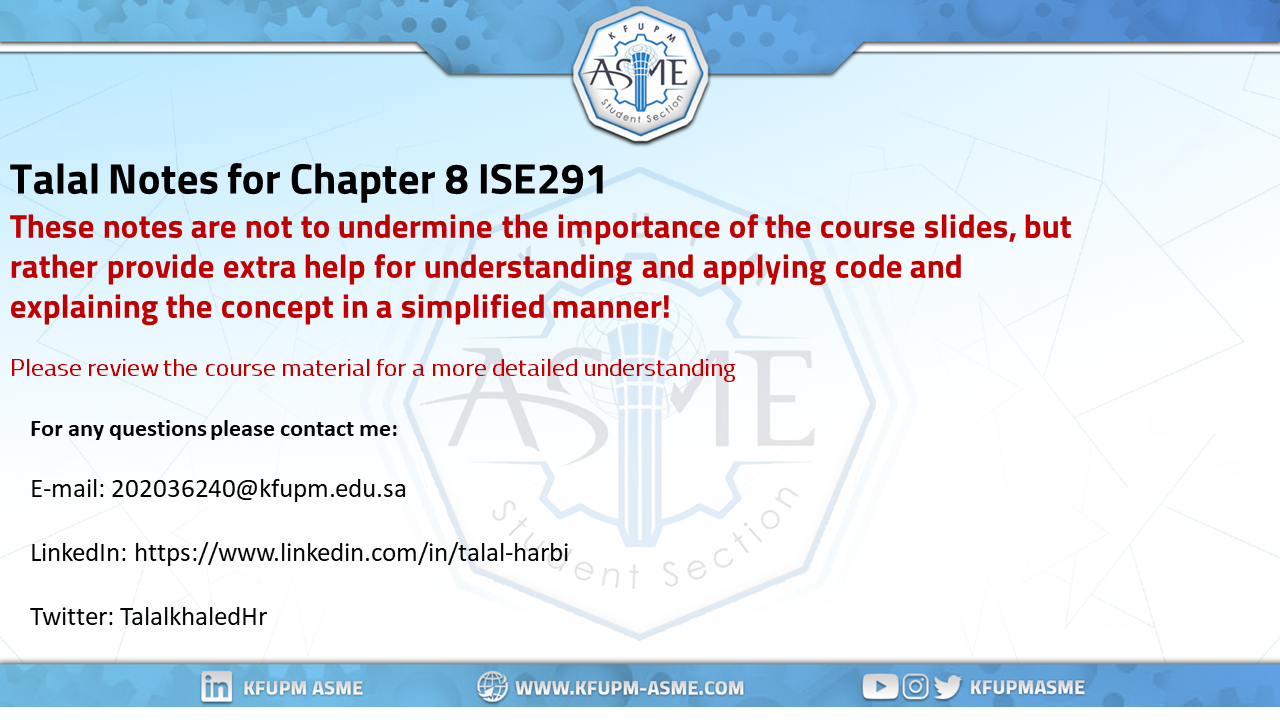 KFUPM
ASME
Student Section
Talal Notes for Chapter 8 ISE291
These notes are not to undermine the importance of the course slides, but
rather provide extra help for understanding and applying code and
explaining the concept in a simplified manner!
Please review the course material for a more detailed understanding
For any questions please contact me:
E-mail: 202036240@kfupm.edu.sa
LinkedIn: https://www.linkedin.com/in/talal-harbi
Twitter: TalalkhaledHr
KFUPM
ASME
Student Section
KFUPM ASME
WWW.KFUPM-ASME.COM
KFUPMASME